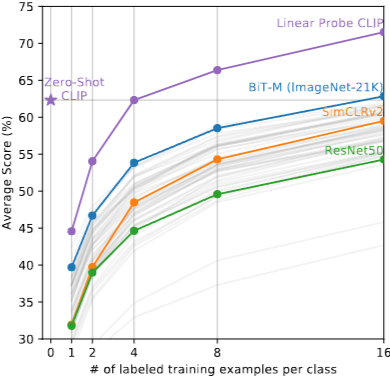 75
70
65
60
55
50
45
40
35
30
Average Score (%)
Linear Probe CLIP
Zero-Shot
CLIP
BiT-M (ImageNet-21K)
SimCLRv2
ResNet50
0 1 2 4 8 16
# of labeled training examples per class